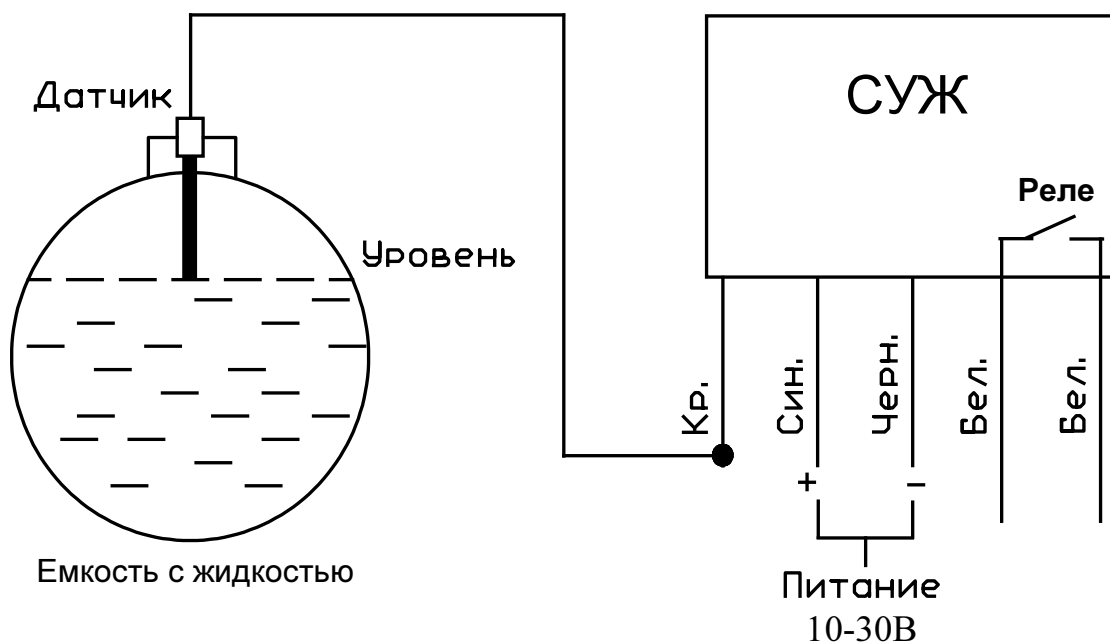 Датчик
СУЖ
Реле
Уровень
Кр.
Син.
Черн.
Бел.
Бел.
+
–
Емкость с жидкостью
Питание
10-30В